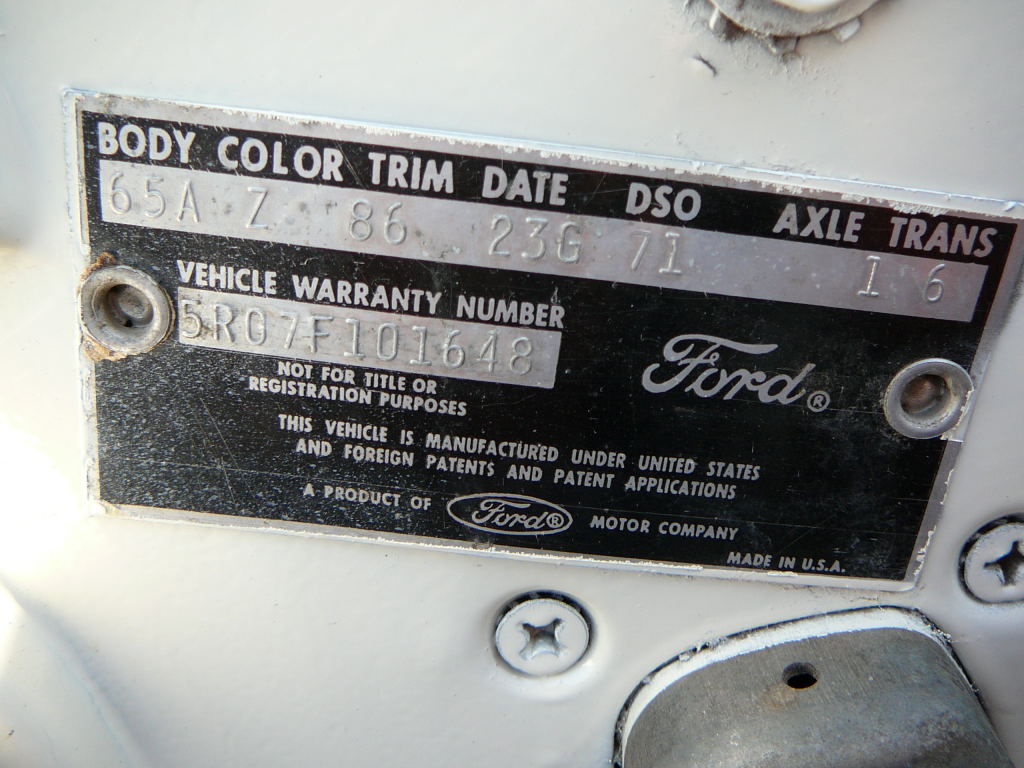 BODY COLOR TRIM DATE DSO AXLE TRANS
65A Z 86 23G 71 1 6
VEHICLE WARRANTY NUMBER
5R07F101648
Ford®
NOT FOR TITLE OR
REGISTRATION PURPOSES
THIS VEHICLE IS MANUFACTURED UNDER UNITED STATES
AND FOREIGN PATENTS AND PATENT APPLICATIONS
A PRODUCT OF Ford® MOTOR COMPANY
MADE IN U.S.A.